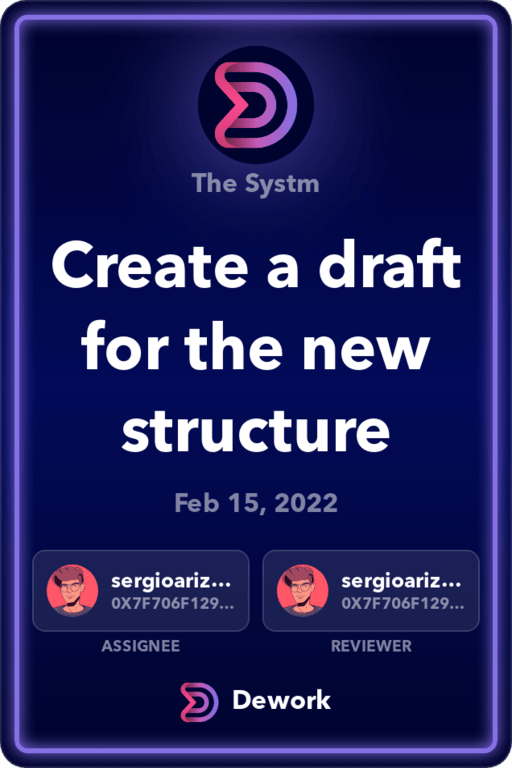 The Systm
Create a draft
for the new
structure
Feb 15, 2022
sergioariz... sergioariz...
0X7F706F129... 0X7F706F129...
ASSIGNEE REVIEWER
Dework